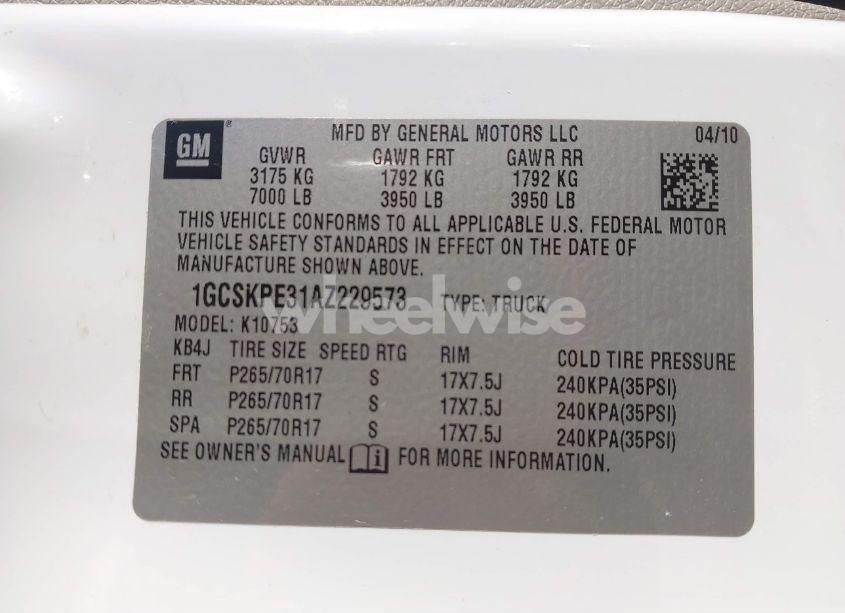 GM ® MFD BY GENERAL MOTORS LLC 04/10
GVWR GAWR FRT GAWR RR
3175 KG 1792 KG 1792 KG
7000 LB 3950 LB 3950 LB
THIS VEHICLE CONFORMS TO ALL APPLICABLE U.S. FEDERAL MOTOR
VEHICLE SAFETY STANDARDS IN EFFECT ON THE DATE OF
MANUFACTURE SHOWN ABOVE.
1GCSKPE31AZ229573 TYPE: TRUCK
wheelwise
MODEL: K10753
KB4J TIRE SIZE SPEED RTG RIM COLD TIRE PRESSURE
FRT P265/70R17 S 17X7.5J 240KPA(35PSI)
RR P265/70R17 S 17X7.5J 240KPA(35PSI)
SPA P265/70R17 S 17X7.5J 240KPA(35PSI)
SEE OWNER'S MANUAL i FOR MORE INFORMATION.